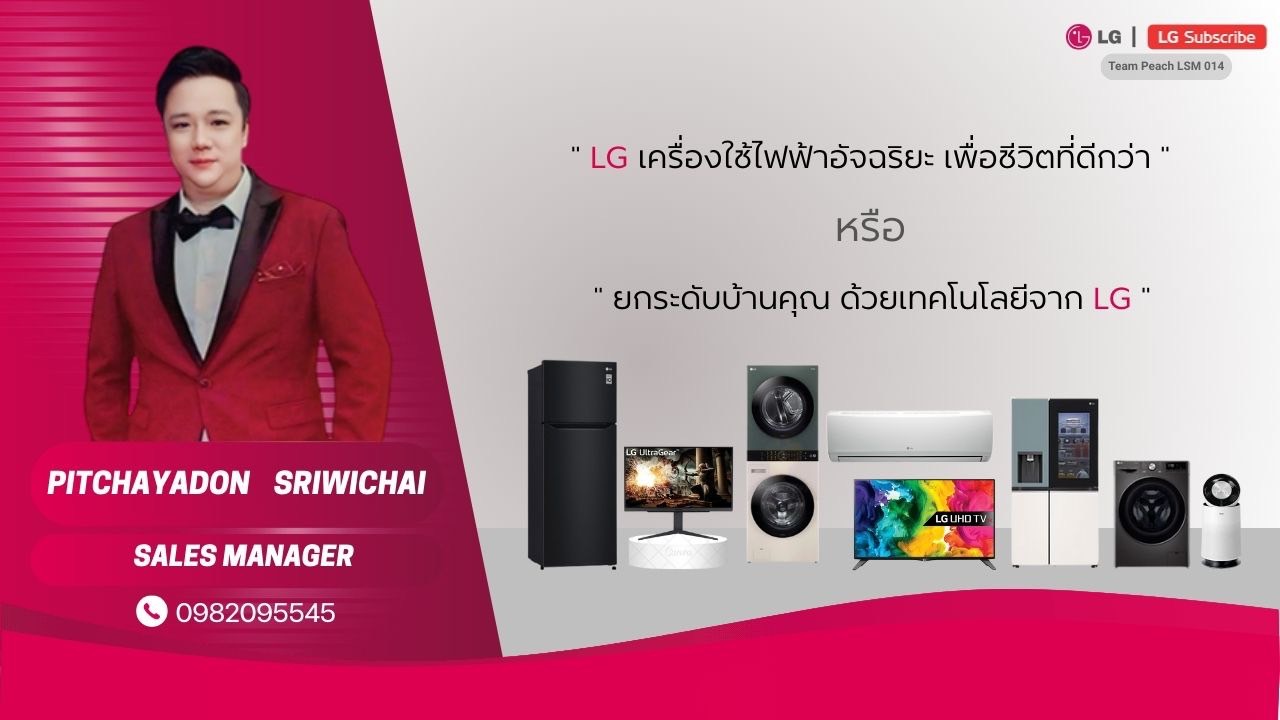 LG | LG Subscribe
Team Peach LSM 014
" LG เครื่องใช้ไฟฟ้าอัจฉริยะ เพื่อชีวิตที่ดีกว่า "
หรือ
" ยกระดับบ้านคุณ ด้วยเทคโนโลยีจาก LG "
LG UltraGear
LG UHD TV
PITCHAYADON SRIWICHAI
SALES MANAGER
0982095545